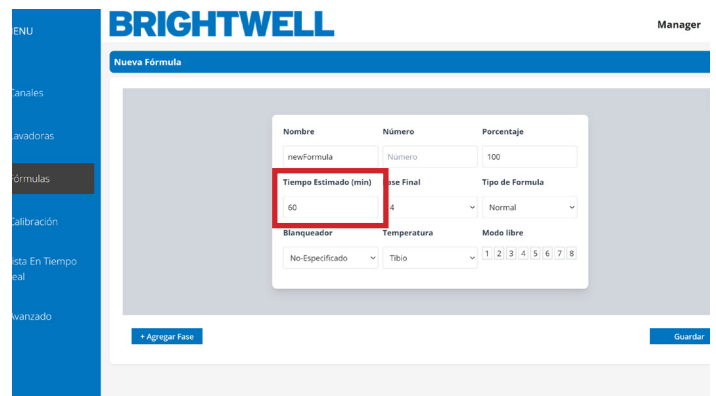 ENU
BRIGHTWELL
Manager
Nueva Fórmula
Canales
avadoras
Nombre
Número
Porcentaje
newFormula
Número
100
órmulas
Tiempo Estimado (min)
ase Final
Tipo de Formula
60
4
Normal
Calibración
Blanqueador
Temperatura
Modo libre
No-Especificado
Tibio
1 2 3 4 5 6 7 8
ista En Tiempo
eal
vanzado
+ Agregar Fase
Guardar